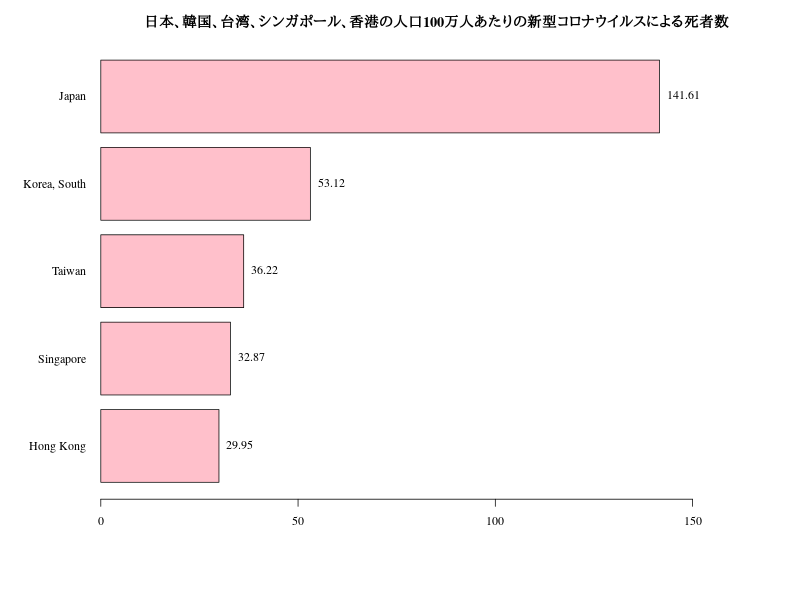 日本、韓国、台湾、シンガポール、香港の人口100万人あたりの新型コロナウイルスによる死者数
Japan 141.61
Korea, South 53.12
Taiwan 36.22
Singapore 32.87
Hong Kong 29.95
0 50 100 150